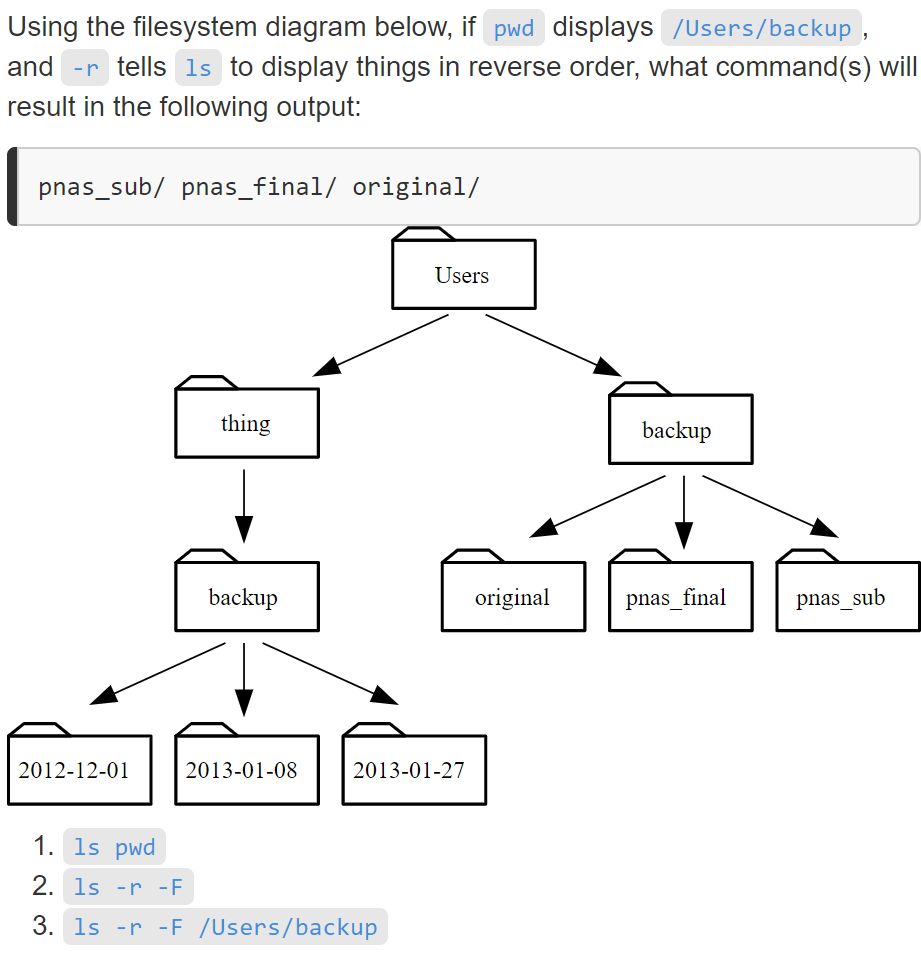 Using the filesystem diagram below, if pwd displays /Users/backup,
and -r tells ls to display things in reverse order, what command(s) will
result in the following output:
pnas_sub/ pnas_final/ original/
Users
thing
backup
backup
original
pnas_final
pnas_sub
2012-12-01
2013-01-08
2013-01-27
1. ls pwd
2. ls -r -F
3. ls -r -F /Users/backup